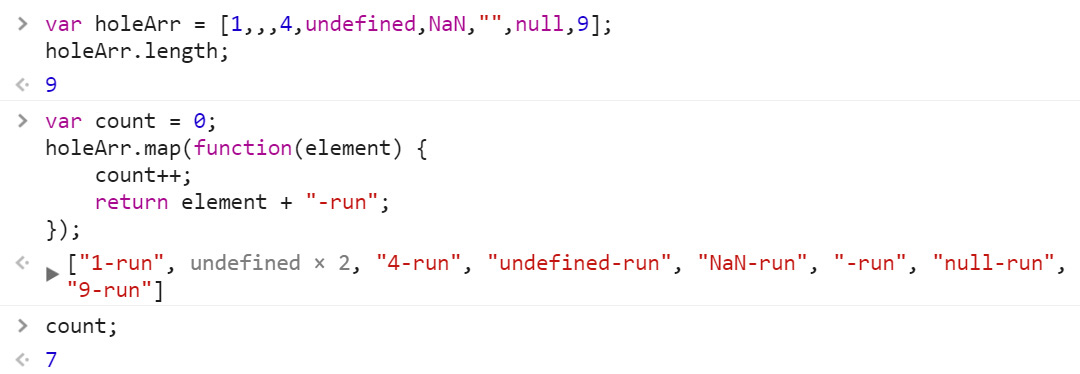 > var holeArr = [1,,,4,undefined,NaN,"",null,9];
holeArr.length;
<· 9
> var count = 0;
holeArr.map(function(element) {
    count++;
    return element + "-run";
});
<· ▶ ["1-run", undefined × 2, "4-run", "undefined-run", "NaN-run", "-run", "null-run",
"9-run"]
> count;
<· 7